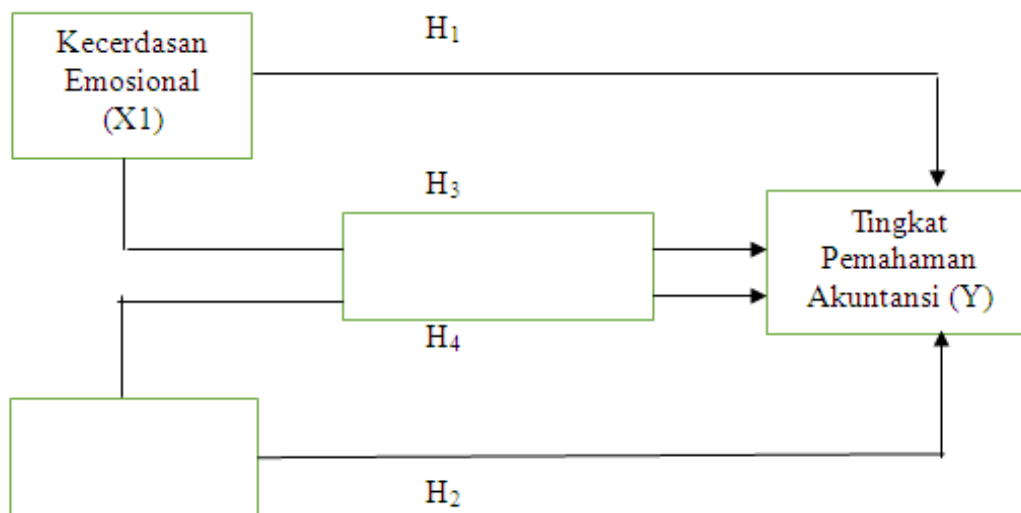 H₁
Kecerdasan
Emosional
(X1)
H₃
Tingkat
Pemahaman
Akuntansi (Y)
H₄
H₂